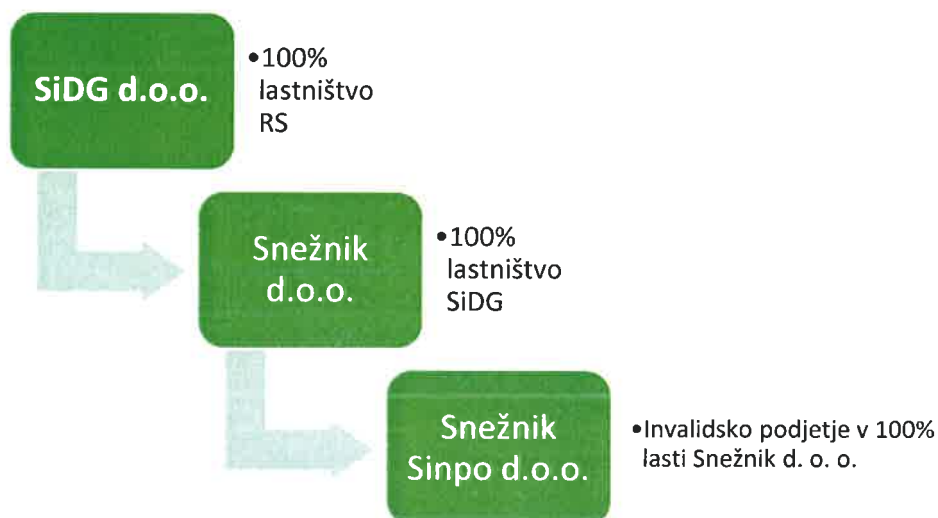 SiDG d.o.o.
•100%
lastništvo
RS
Snežnik
d.o.o.
•100%
lastništvo
SiDG
Snežnik
Sinpo d.o.o.
•Invalidsko podjetje v 100%
lasti Snežnik d. o. o.